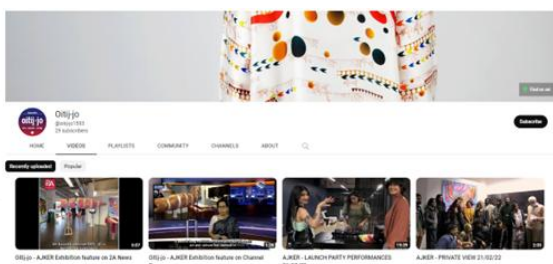 Oitij-jo
29 subscribers
Subscribe
HOME VIDEOS PLAYLISTS COMMUNITY CHANNELS ABOUT
Recently uploaded Popular
Oitij-jo - AJKER Exhibition feature on 2A News
Oitij-jo - AJKER Exhibition feature on Channel
AJKER - LAUNCH PARTY PERFORMANCES
AJKER - PRIVATE VIEW 21/02/22